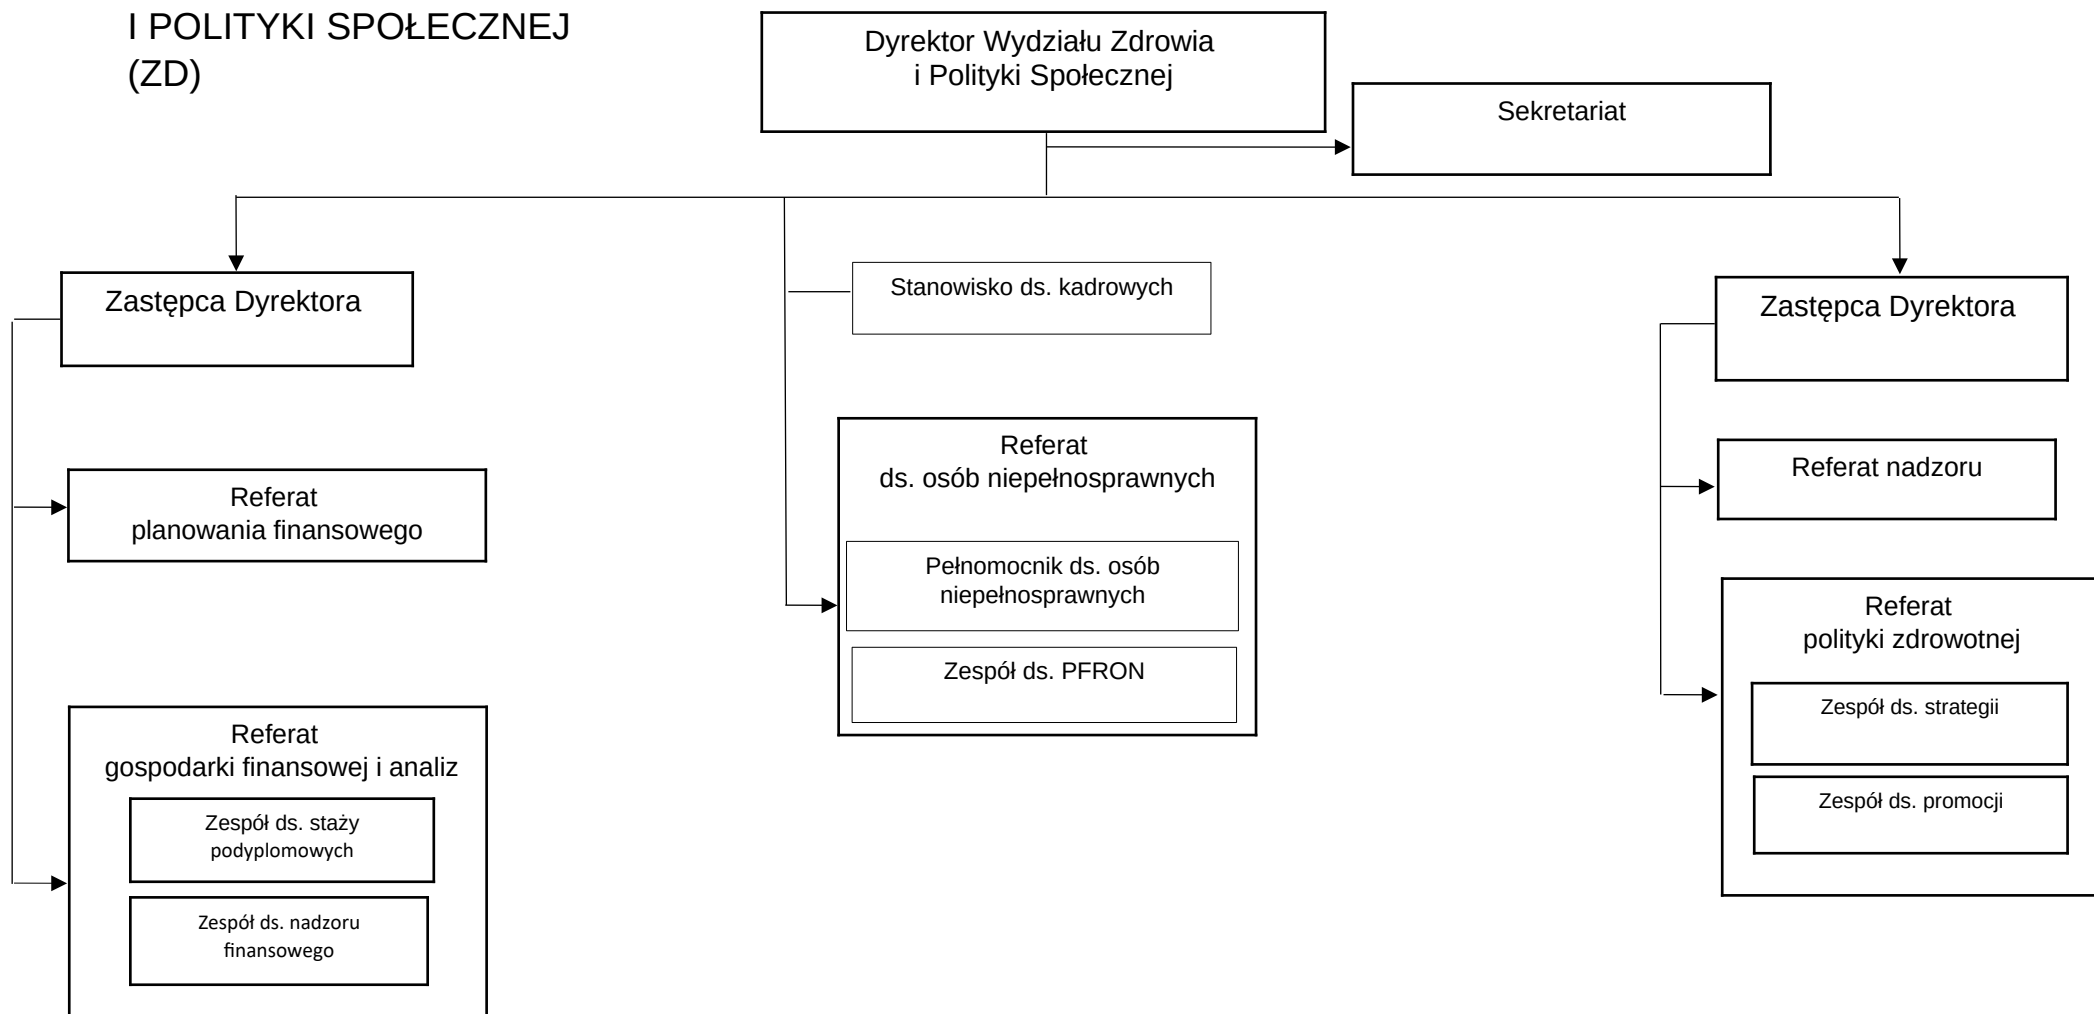 I POLITYKI SPOŁECZNEJ
(ZD)
Dyrektor Wydziału Zdrowia
i Polityki Społecznej
Sekretariat
Zastępca Dyrektora
Stanowisko ds. kadrowych
Zastępca Dyrektora
Referat
planowania finansowego
Referat
ds. osób niepełnosprawnych
Pełnomocnik ds. osób
niepełnosprawnych
Zespół ds. PFRON
Referat nadzoru
Referat
polityki zdrowotnej
Zespół ds. strategii
Zespół ds. promocji
Referat
gospodarki finansowej i analiz
Zespół ds. staży
podyplomowych
Zespół ds. nadzoru
finansowego